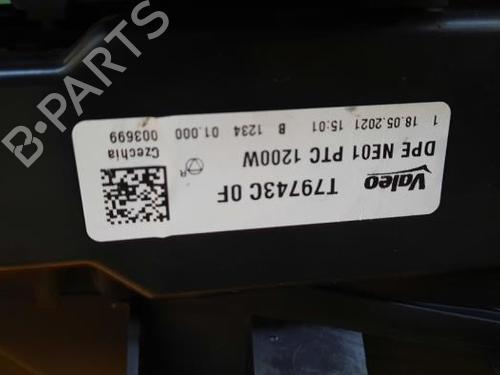 Valeo
T79743C 0F
DPE NE01 PTC 1200W
1 18.05.2021 15:01 B 1234 01.000
Czechia
003699
B-PARTS